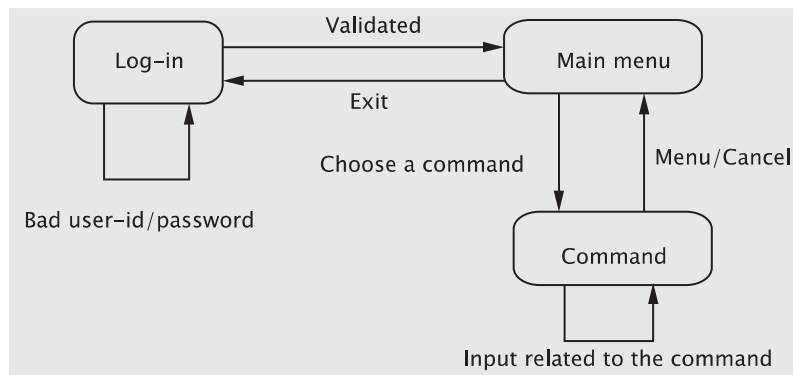 Validated
Log-in
Main menu
Exit
Choose a command
Menu/Cancel
Bad user-id/password
Command
Input related to the command